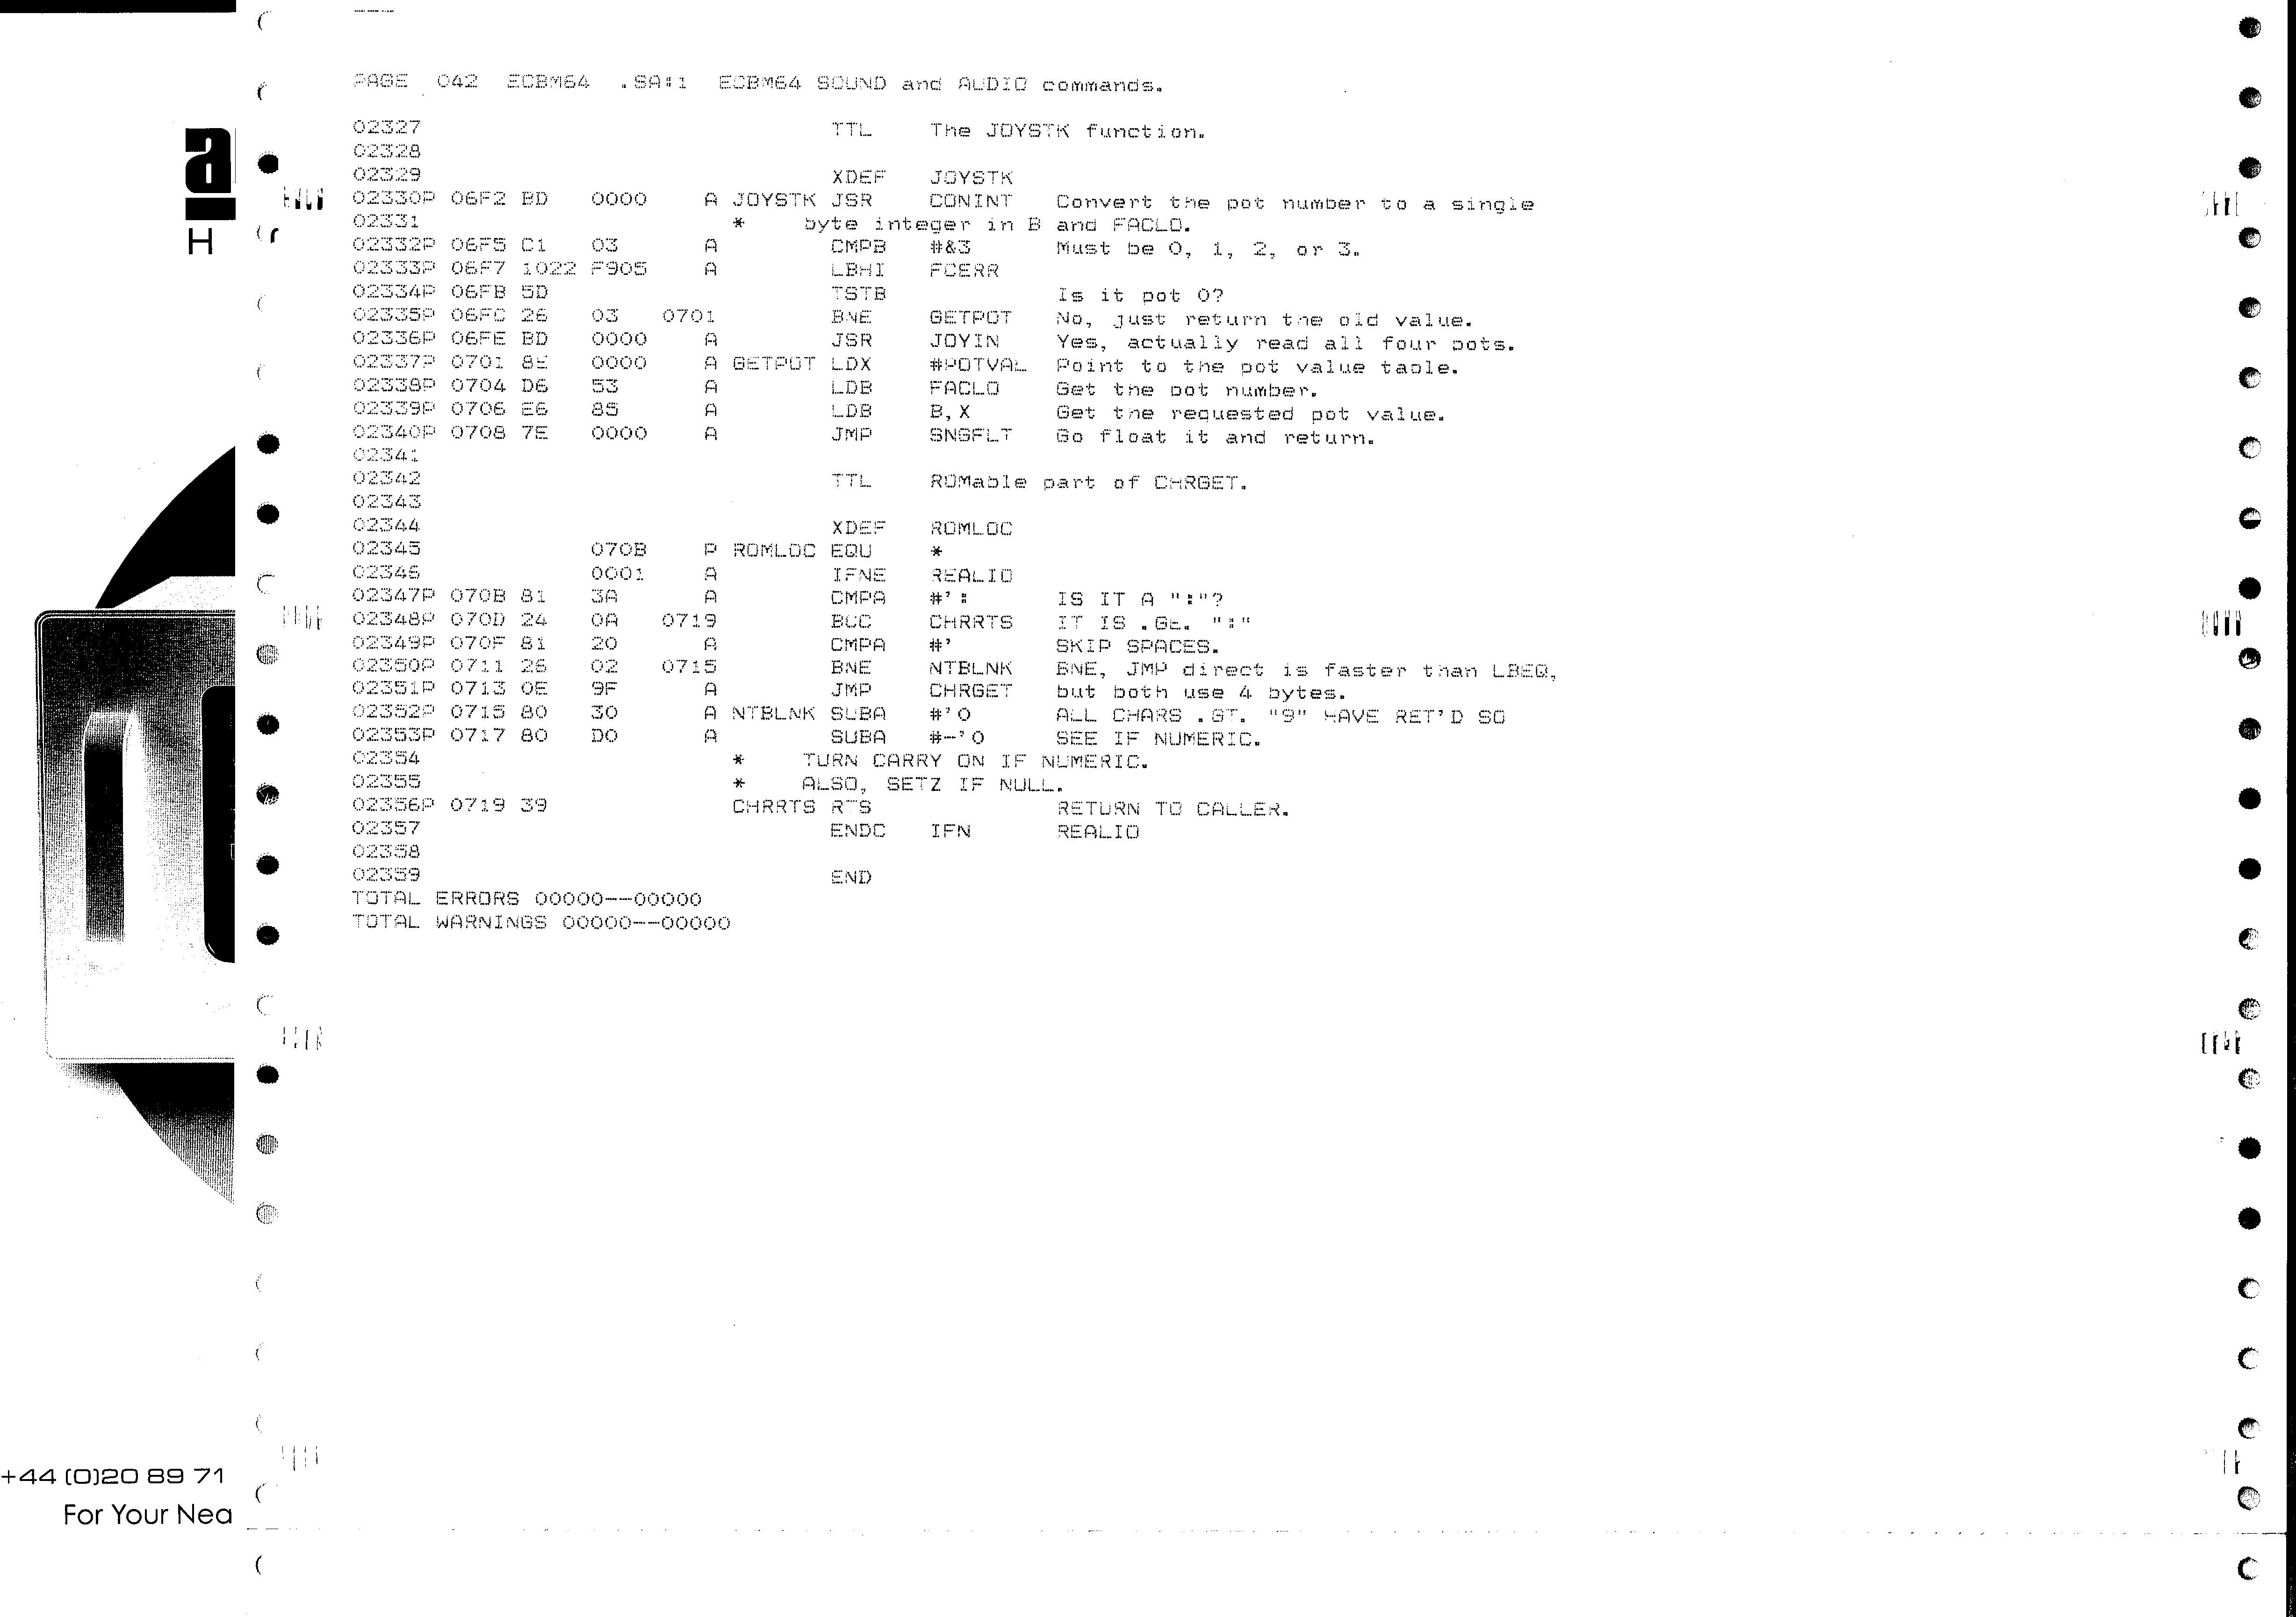 PAGE 042 ECBM64 .SA:1 ECBM64 SOUND and AUDIO commands.
02327 TTL The JOYSTK function.
02328
02329 XDEF JOYSTK
02330P 06F2 BD 0000 A JOYSTK JSR CONINT Convert the pot number to a single
02331 * byte integer in B and FACLO.
02332P 06F5 C1 03 A CMPB #&3 Must be 0, 1, 2, or 3.
02333P 06F7 1022 F905 A LBHI FCERR
02334P 06FB 5D TSTB Is it pot 0?
02335P 06FC 26 03 0701 BNE GETPOT No, just return the old value.
02336P 06FE BD 0000 A JSR JOYIN Yes, actually read all four pots.
02337P 0701 8E 0000 A GETPOT LDX #POTVAL Point to the pot value table.
02338P 0704 D6 53 A LDB FACLO Get the pot number.
02339P 0706 E6 85 A LDB B,X Get the requested pot value.
02340P 0708 7E 0000 A JMP SNGFLT Go float it and return.
02341
02342 TTL ROMable part of CHRGET.
02343
02344 XDEF ROMLOC
02345 070B P ROMLOC EQU *
02346 0001 A IFNE REALIO
02347P 070B 81 3A A CMPA #': IS IT A ":"?
02348P 070D 24 0A 0719 BCC CHRRTS IT IS .GE. ":"
02349P 070F 81 20 A CMPA #' SKIP SPACES.
02350P 0711 26 02 0715 BNE NTBLNK BNE, JMP direct is faster than LBEQ,
02351P 0713 0E 9F A JMP CHRGET but both use 4 bytes.
02352P 0715 80 30 A NTBLNK SUBA #'0 ALL CHARS .GT. "9" HAVE RET'D SO
02353P 0717 80 D0 A SUBA #-'0 SEE IF NUMERIC.
02354 * TURN CARRY ON IF NUMERIC.
02355 * ALSO, SETZ IF NULL.
02356P 0719 39 CHRRTS RTS RETURN TO CALLER.
02357 ENDC IFN REALIO
02358
02359 END
TOTAL ERRORS 00000--00000
TOTAL WARNINGS 00000--00000
a
H
+44 (0)20 89 71
For Your Nea